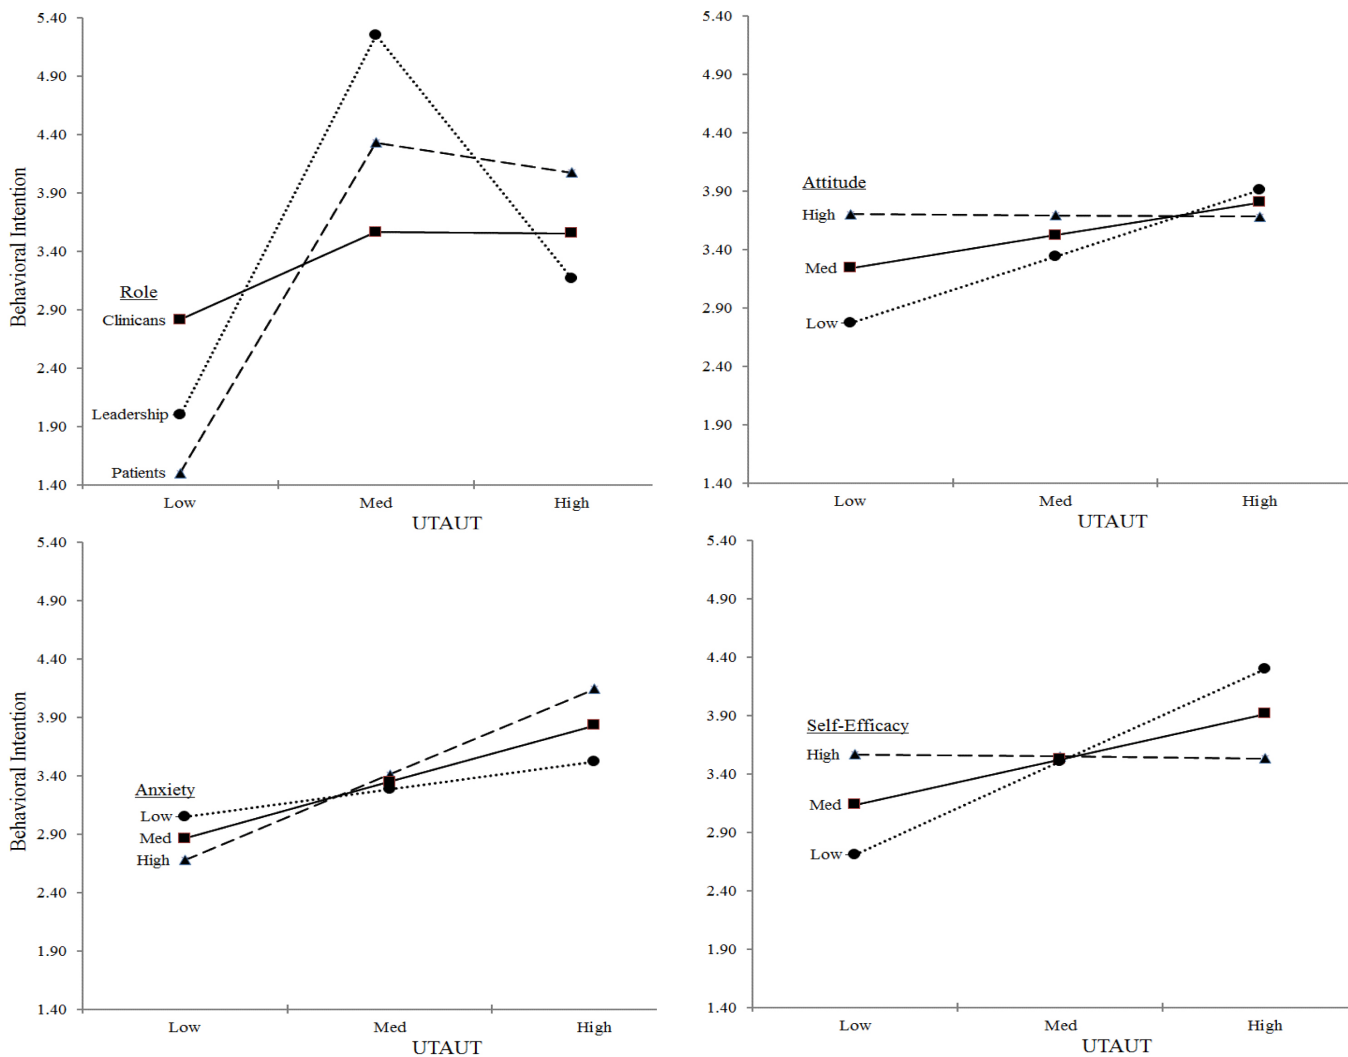 5.40
4.90
4.40
3.90
3.40
2.90
2.40
1.90
1.40
Behavioral Intention
Role
Clinicans
Leadership
Patients
Low
Med
High
UTAUT
5.40
4.90
4.40
3.90
3.40
2.90
2.40
1.90
1.40
Attitude
High
Med
Low
Low
Med
High
UTAUT
5.40
4.90
4.40
3.90
3.40
2.90
2.40
1.90
1.40
Behavioral Intention
Anxiety
Low
Med
High
Low
Med
High
UTAUT
5.40
4.90
4.40
3.90
3.40
2.90
2.40
1.90
1.40
Self-Efficacy
High
Med
Low
Low
Med
High
UTAUT